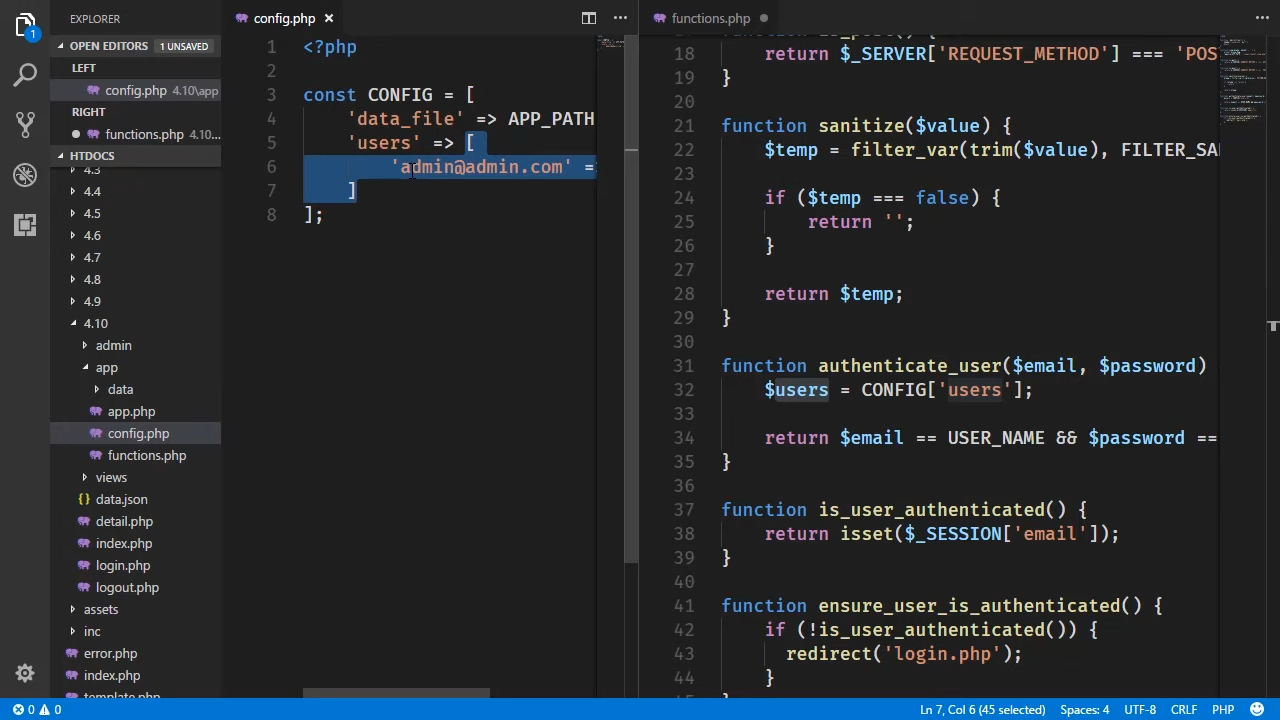 EXPLORER
OPEN EDITORS 1 UNSAVED
LEFT
config.php 4.10\app
RIGHT
functions.php 4.10...
HTDOCS
4.3
4.4
4.5
4.6
4.7
4.8
4.9
4.10
admin
app
data
app.php
config.php
functions.php
views
data.json
detail.php
index.php
login.php
logout.php
assets
inc
error.php
index.php
template.php
1
config.php
1 <?php
2
3 const CONFIG = [
4 'data_file' => APP_PATH
5 'users' => [
6 'admin@admin.com' =
7 ]
8 ];
functions.php
18 return $_SERVER['REQUEST_METHOD'] === 'POS
19 }
20
21 function sanitize($value) {
22 $temp = filter_var(trim($value), FILTER_SA
23
24 if ($temp === false) {
25 return '';
26 }
27
28 return $temp;
29 }
30
31 function authenticate_user($email, $password)
32 $users = CONFIG['users'];
33
34 return $email == USER_NAME && $password ==
35 }
36
37 function is_user_authenticated() {
38 return isset($_SESSION['email']);
39 }
40
41 function ensure_user_is_authenticated() {
42 if (!is_user_authenticated()) {
43 redirect('login.php');
44 }
0 0
Ln 7, Col 6 (45 selected) Spaces: 4 UTF-8 CRLF PHP